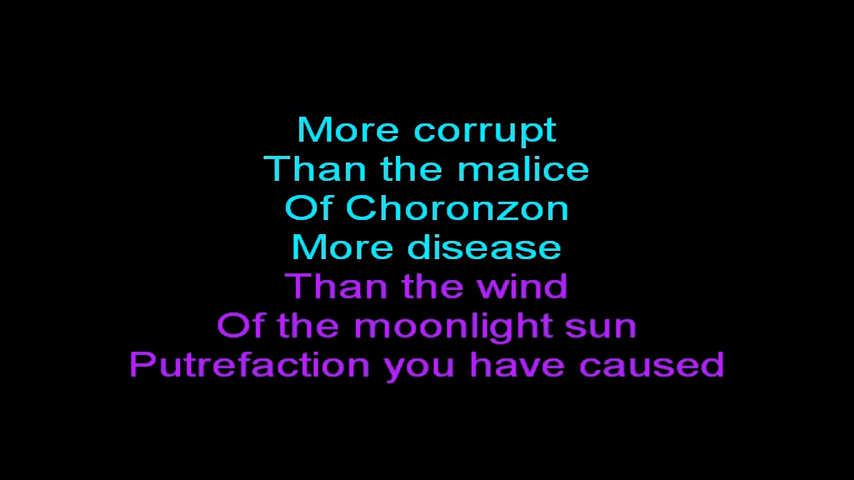 More corrupt
Than the malice
Of Choronzon
More disease
Than the wind
Of the moonlight sun
Putrefaction you have caused